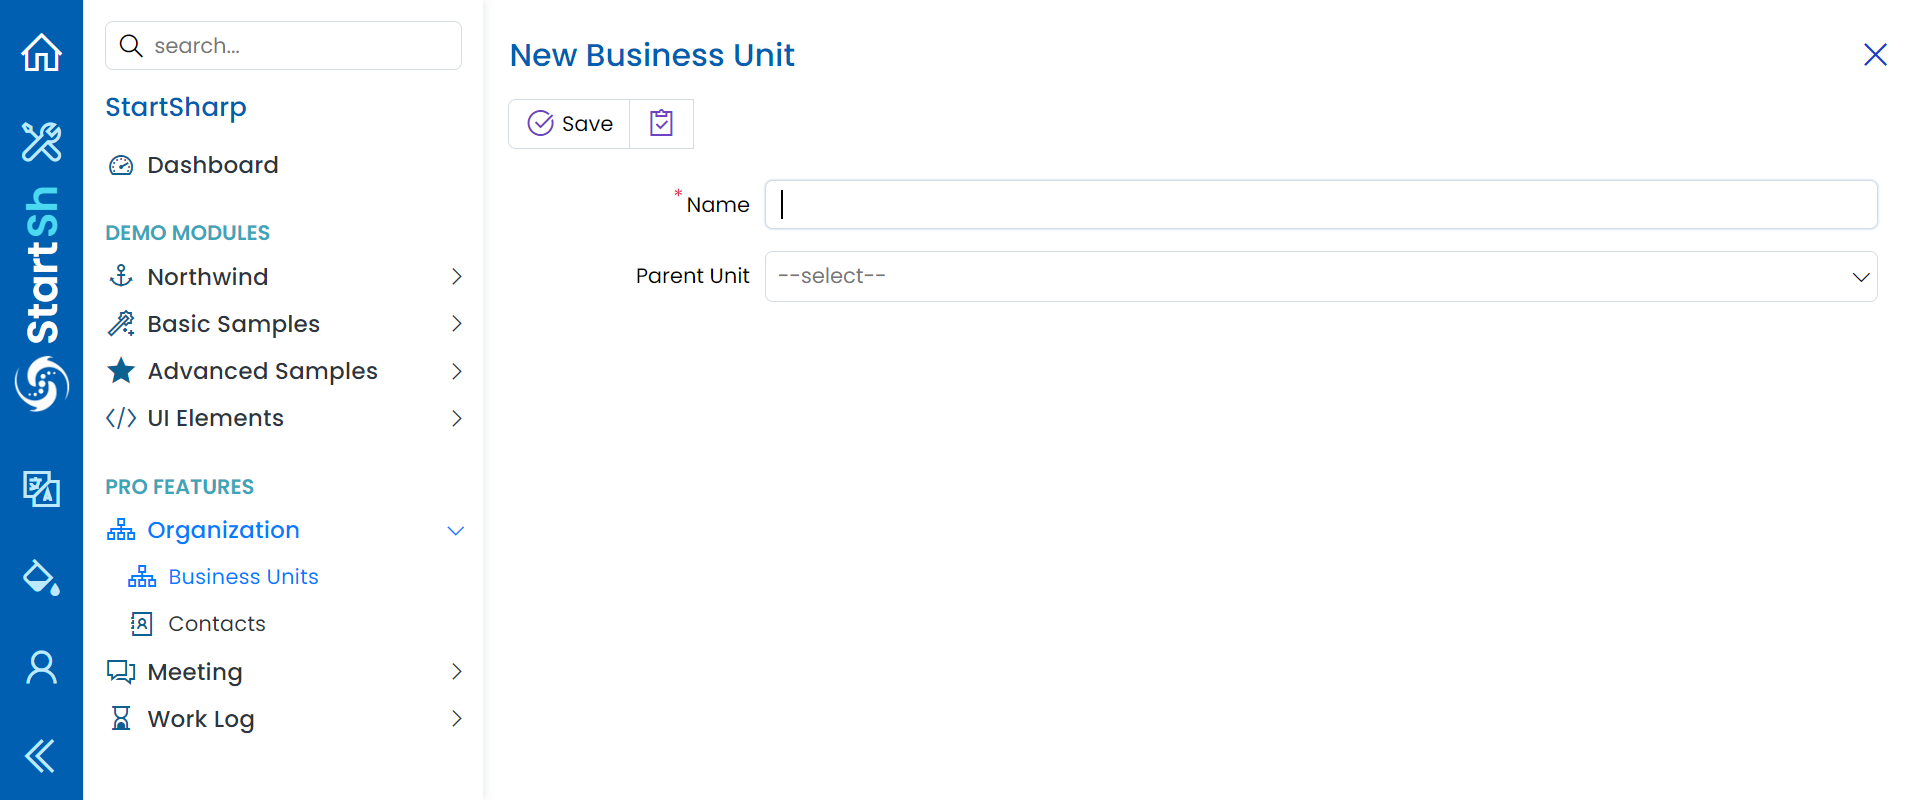 StartSh
search...
StartSharp
Dashboard
DEMO MODULES
Northwind
Basic Samples
Advanced Samples
UI Elements
PRO FEATURES
Organization
Business Units
Contacts
Meeting
Work Log
New Business Unit
Save
* Name
Parent Unit --select--